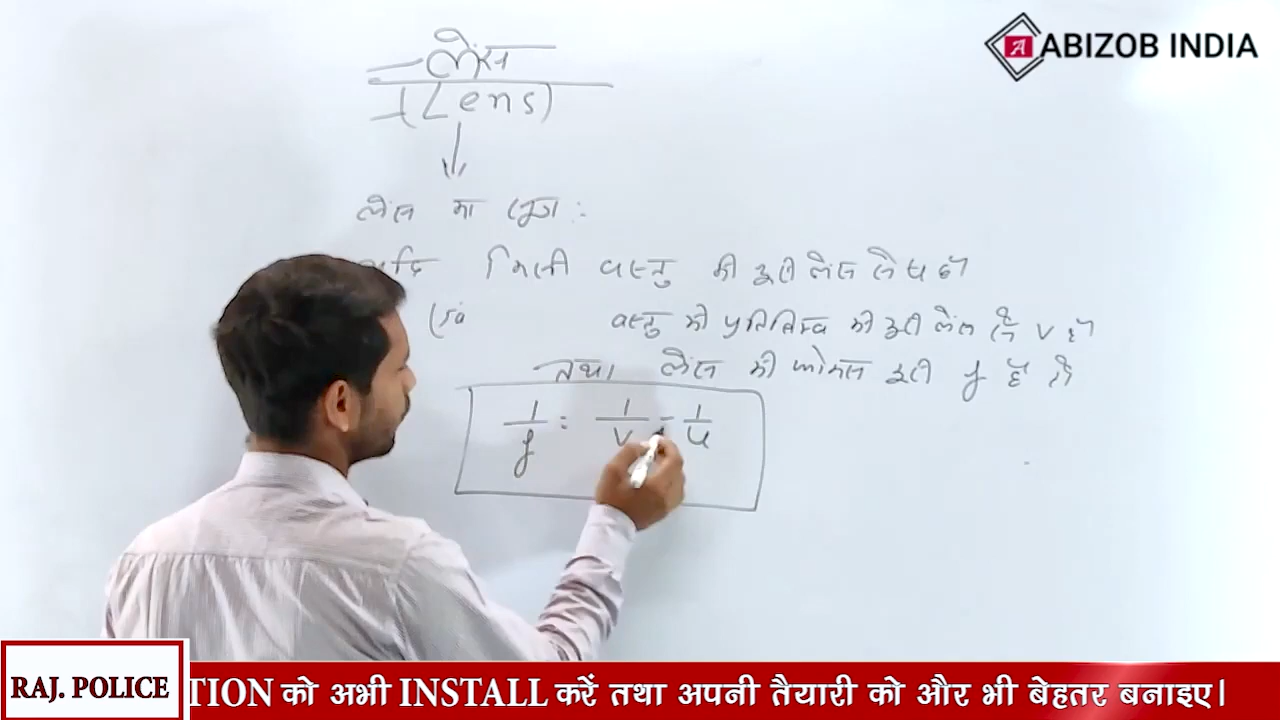 लेंस
(Lens)
ABIZOB INDIA
लेंस का सूत्र :
यदि किसी वस्तु की दूरी लेंस से u हो
वस्तु की प्रतिबिम्ब की दूरी लेंस से v हो
तथा लेंस की फोकस दूरी f है तो
1/f = 1/v - 1/u
RAJ. POLICE
TION को अभी INSTALL करें तथा अपनी तैयारी को और भी बेहतर बनाइए।